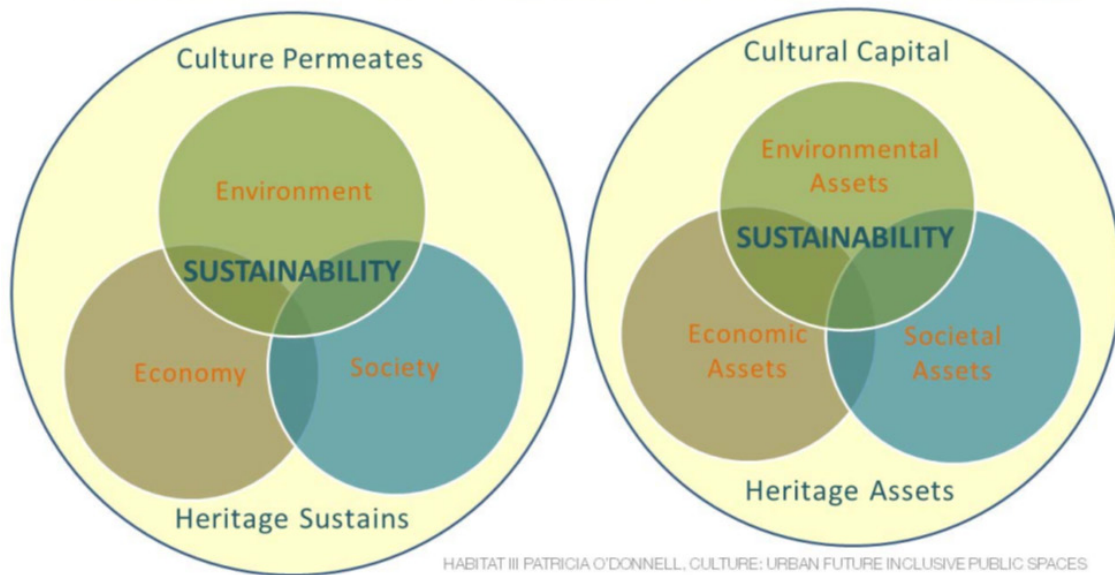 Culture Permeates
Environment
SUSTAINABILITY
Economy
Society
Heritage Sustains
Cultural Capital
Environmental
Assets
SUSTAINABILITY
Economic
Assets
Societal
Assets
Heritage Assets
HABITAT III PATRICIA O'DONNELL, CULTURE: URBAN FUTURE INCLUSIVE PUBLIC SPACES